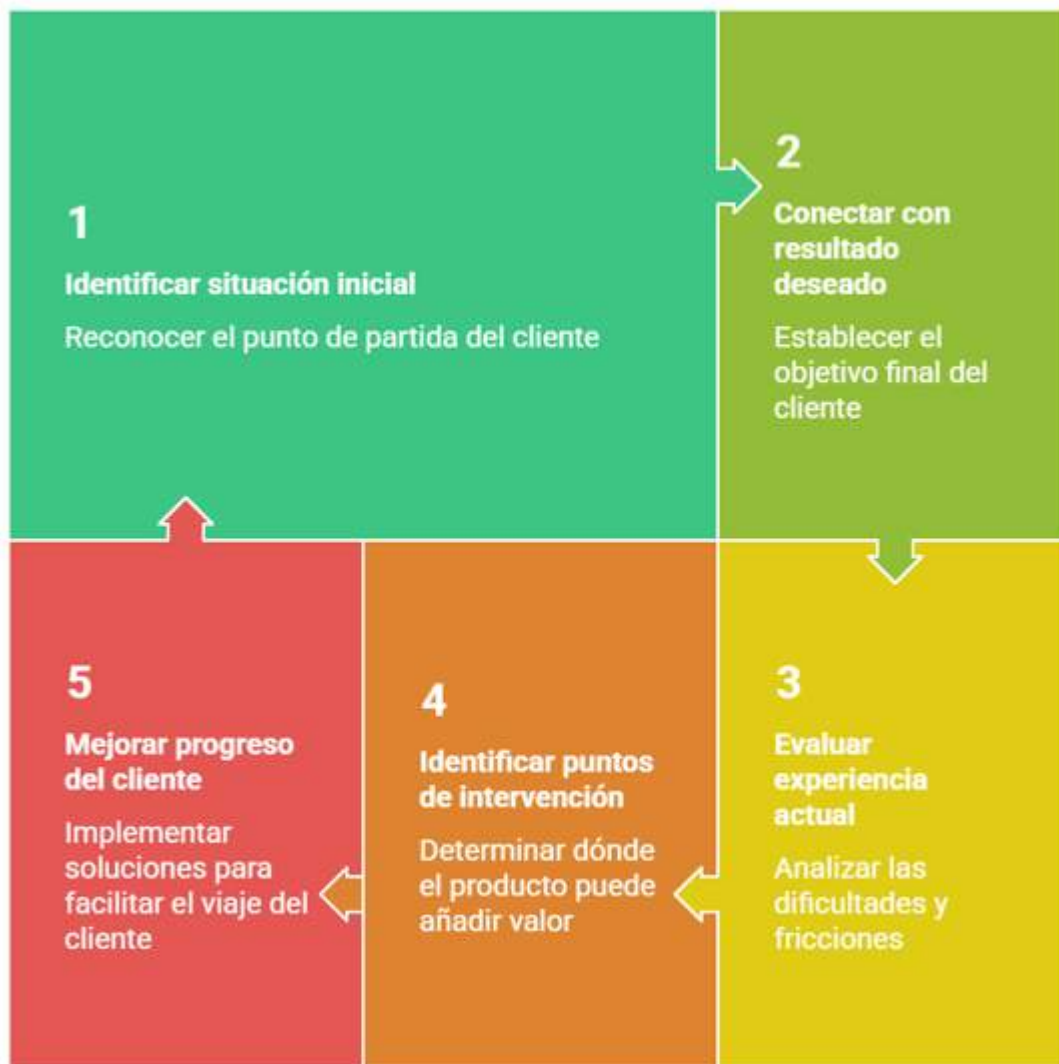 1
Identificar situación inicial
Reconocer el punto de partida del cliente
2
Conectar con
resultado
deseado
Establecer el
objetivo final del
cliente
3
Evaluar
experiencia
actual
Analizar las
dificultades y
fricciones
4
Identificar puntos
de intervención
Determinar dónde
el producto puede
añadir valor
5
Mejorar progreso
del cliente
Implementar
soluciones para
facilitar el viaje del
cliente